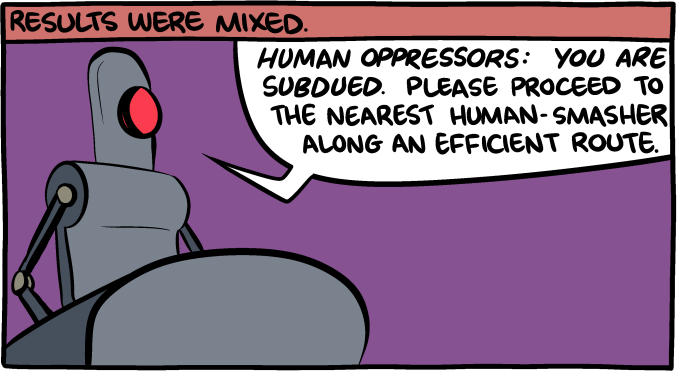 RESULTS WERE MIXED.
HUMAN OPPRESSORS: YOU ARE
SUBDUED. PLEASE PROCEED TO
THE NEAREST HUMAN-SMASHER
ALONG AN EFFICIENT ROUTE.